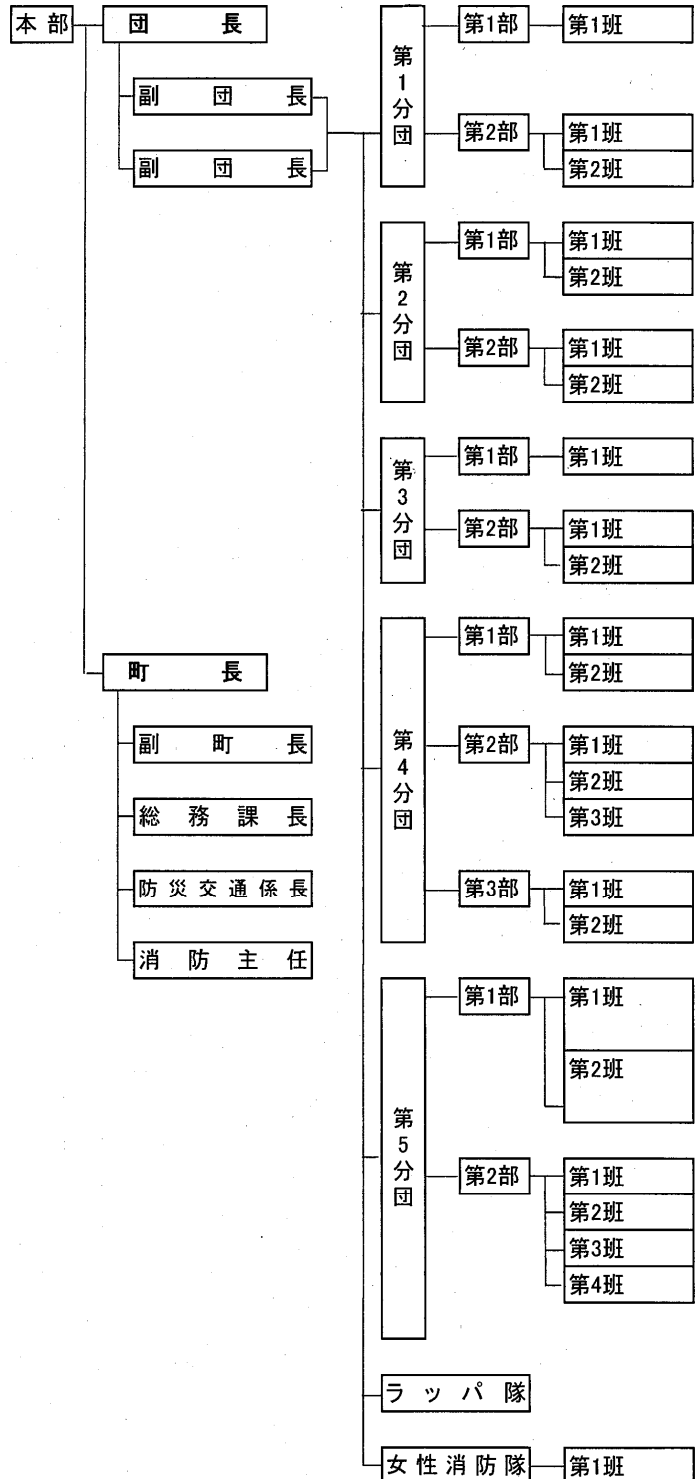 本部
団長
副団長
副団長
町長
副町長
総務課長
防災交通係長
消防主任
第1分団
第1部
第1班
第2部
第1班
第2班
第2分団
第1部
第1班
第2班
第2部
第1班
第2班
第3分団
第1部
第1班
第2部
第1班
第2班
第4分団
第1部
第1班
第2班
第2部
第1班
第2班
第3班
第3部
第1班
第2班
第5分団
第1部
第1班
第2班
第2部
第1班
第2班
第3班
第4班
ラッパ隊
女性消防隊
第1班